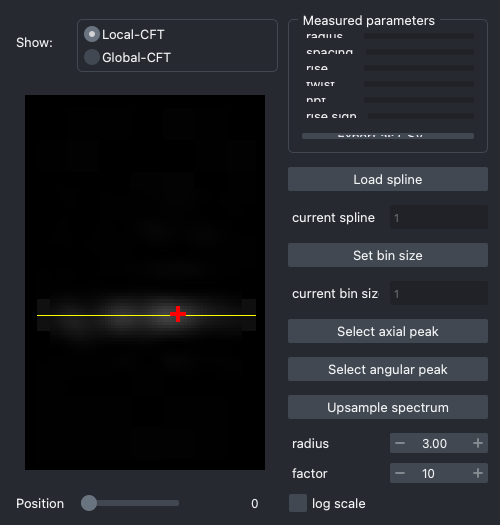 Show:
Local-CFT
Global-CFT
Measured parameters
radius
spacing
rise
twist
npf
rise sign
Load spline
current spline
1
Set bin size
current bin siz
1
Select axial peak
Select angular peak
Upsample spectrum
radius
3.00
factor
10
Position
0
log scale